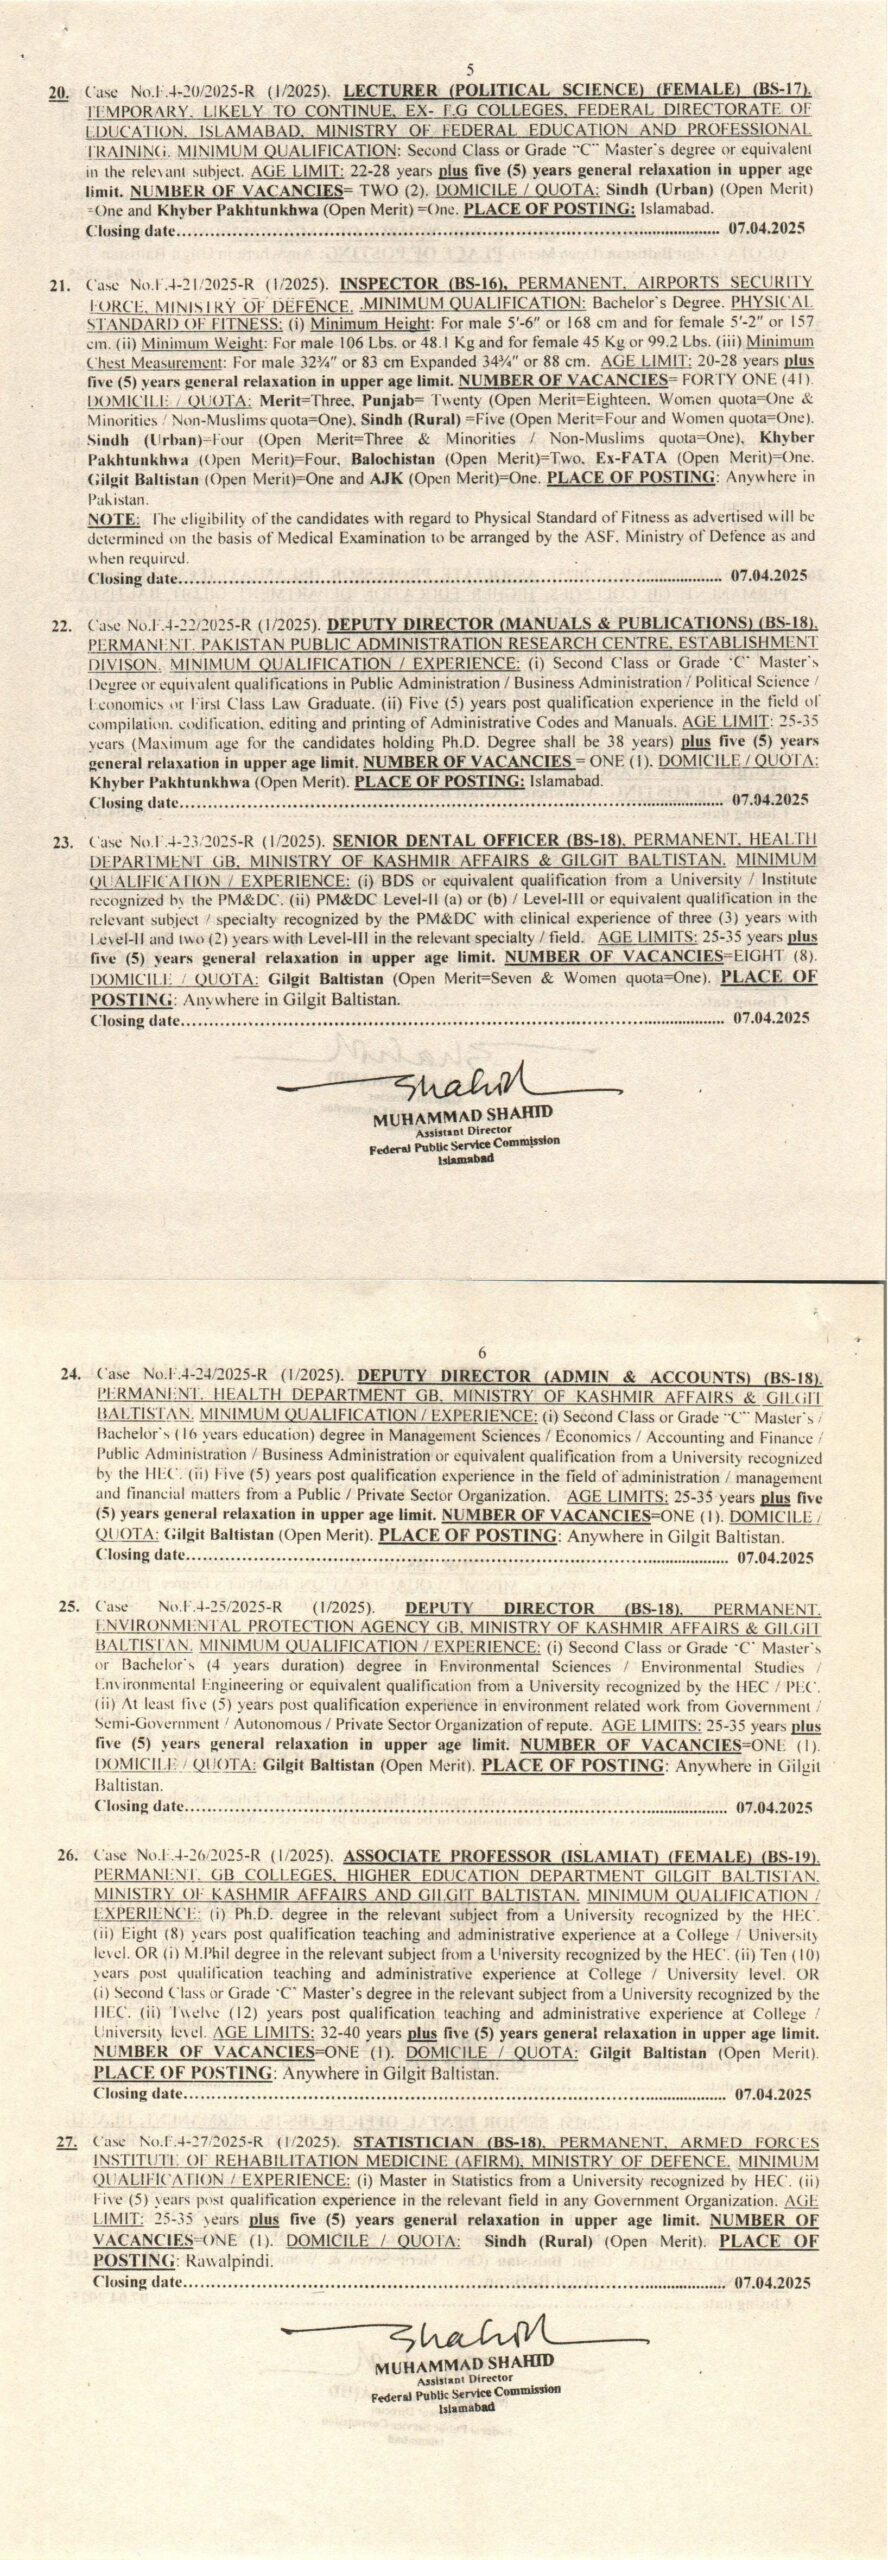 5
20. Case No.F.4-20/2025-R (1/2025). LECTURER (POLITICAL SCIENCE) (FEMALE) (BS-17),
TEMPORARY, LIKELY TO CONTINUE, EX- F.G COLLEGES, FEDERAL DIRECTORATE OF
EDUCATION, ISLAMABAD, MINISTRY OF FEDERAL EDUCATION AND PROFESSIONAL
TRAINING. MINIMUM QUALIFICATION: Second Class or Grade "C" Master's degree or equivalent
in the relevant subject. AGE LIMIT: 22-28 years plus five (5) years general relaxation in upper age
limit. NUMBER OF VACANCIES= TWO (2). DOMICILE / QUOTA: Sindh (Urban) (Open Merit)
=One and Khyber Pakhtunkhwa (Open Merit) =One. PLACE OF POSTING: Islamabad.
Closing date........................................................................................................ 07.04.2025
21. Case No.F.4-21/2025-R (1/2025). INSPECTOR (BS-16), PERMANENT, AIRPORTS SECURITY
FORCE, MINISTRY OF DEFENCE. .MINIMUM QUALIFICATION: Bachelor's Degree. PHYSICAL
STANDARD OF FITNESS: (i) Minimum Height: For male 5'-6" or 168 cm and for female 5'-2" or 157
cm. (ii) Minimum Weight: For male 106 Lbs. or 48.1 Kg and for female 45 Kg or 99.2 Lbs. (iii) Minimum
Chest Measurement: For male 32¾" or 83 cm Expanded 34¾" or 88 cm. AGE LIMIT: 20-28 years plus
five (5) years general relaxation in upper age limit. NUMBER OF VACANCIES= FORTY ONE (41).
DOMICILE / QUOTA: Merit=Three, Punjab= Twenty (Open Merit=Eighteen, Women quota=One &
Minorities / Non-Muslims quota=One), Sindh (Rural) =Five (Open Merit=Four and Women quota=One),
Sindh (Urban)=Four (Open Merit=Three & Minorities / Non-Muslims quota=One), Khyber
Pakhtunkhwa (Open Merit)=Four, Balochistan (Open Merit)=Two, Ex-FATA (Open Merit)=One,
Gilgit Baltistan (Open Merit)=One and AJK (Open Merit)=One. PLACE OF POSTING: Anywhere in
Pakistan.
NOTE: The eligibility of the candidates with regard to Physical Standard of Fitness as advertised will be
determined on the basis of Medical Examination to be arranged by the ASF, Ministry of Defence as and
when required.
Closing date........................................................................................................ 07.04.2025
22. Case No.F.4-22/2025-R (1/2025). DEPUTY DIRECTOR (MANUALS & PUBLICATIONS) (BS-18),
PERMANENT, PAKISTAN PUBLIC ADMINISTRATION RESEARCH CENTRE, ESTABLISHMENT
DIVISON. MINIMUM QUALIFICATION / EXPERIENCE: (i) Second Class or Grade 'C' Master's
Degree or equivalent qualifications in Public Administration / Business Administration / Political Science /
Economics or First Class Law Graduate. (ii) Five (5) years post qualification experience in the field of
compilation, codification, editing and printing of Administrative Codes and Manuals. AGE LIMIT: 25-35
years (Maximum age for the candidates holding Ph.D. Degree shall be 38 years) plus five (5) years
general relaxation in upper age limit. NUMBER OF VACANCIES = ONE (1). DOMICILE / QUOTA:
Khyber Pakhtunkhwa (Open Merit). PLACE OF POSTING: Islamabad.
Closing date........................................................................................................ 07.04.2025
23. Case No.F.4-23/2025-R (1/2025). SENIOR DENTAL OFFICER (BS-18), PERMANENT, HEALTH
DEPARTMENT GB, MINISTRY OF KASHMIR AFFAIRS & GILGIT BALTISTAN. MINIMUM
QUALIFICATION / EXPERIENCE: (i) BDS or equivalent qualification from a University / Institute
recognized by the PM&DC. (ii) PM&DC Level-II (a) or (b) / Level-III or equivalent qualification in the
relevant subject / specialty recognized by the PM&DC with clinical experience of three (3) years with
Level-II and two (2) years with Level-III in the relevant specialty / field. AGE LIMITS: 25-35 years plus
five (5) years general relaxation in upper age limit. NUMBER OF VACANCIES=EIGHT (8).
DOMICILE / QUOTA: Gilgit Baltistan (Open Merit=Seven & Women quota=One). PLACE OF
POSTING: Anywhere in Gilgit Baltistan.
Closing date........................................................................................................ 07.04.2025
Shahid
MUHAMMAD SHAHID
Assistant Director
Federal Public Service Commission
Islamabad
6
24. Case No.F.4-24/2025-R (1/2025). DEPUTY DIRECTOR (ADMIN & ACCOUNTS) (BS-18),
PERMANENT, HEALTH DEPARTMENT GB, MINISTRY OF KASHMIR AFFAIRS & GILGIT
BALTISTAN. MINIMUM QUALIFICATION / EXPERIENCE: (i) Second Class or Grade "C" Master's /
Bachelor's (16 years education) degree in Management Sciences / Economics / Accounting and Finance /
Public Administration / Business Administration or equivalent qualification from a University recognized
by the HEC. (ii) Five (5) years post qualification experience in the field of administration / management
and financial matters from a Public / Private Sector Organization. AGE LIMITS: 25-35 years plus five
(5) years general relaxation in upper age limit. NUMBER OF VACANCIES=ONE (1). DOMICILE /
QUOTA: Gilgit Baltistan (Open Merit). PLACE OF POSTING: Anywhere in Gilgit Baltistan.
Closing date........................................................................................................ 07.04.2025
25. Case No.F.4-25/2025-R (1/2025). DEPUTY DIRECTOR (BS-18), PERMANENT,
ENVIRONMENTAL PROTECTION AGENCY GB, MINISTRY OF KASHMIR AFFAIRS & GILGIT
BALTISTAN. MINIMUM QUALIFICATION / EXPERIENCE: (i) Second Class or Grade 'C' Master's
or Bachelor's (4 years duration) degree in Environmental Sciences / Environmental Studies /
Environmental Engineering or equivalent qualification from a University recognized by the HEC / PEC.
(ii) At least five (5) years post qualification experience in environment related work from Government /
Semi-Government / Autonomous / Private Sector Organization of repute. AGE LIMITS: 25-35 years plus
five (5) years general relaxation in upper age limit. NUMBER OF VACANCIES=ONE (1).
DOMICILE / QUOTA: Gilgit Baltistan (Open Merit). PLACE OF POSTING: Anywhere in Gilgit
Baltistan.
Closing date........................................................................................................ 07.04.2025
26. Case No.F.4-26/2025-R (1/2025). ASSOCIATE PROFESSOR (ISLAMIAT) (FEMALE) (BS-19),
PERMANENT, GB COLLEGES, HIGHER EDUCATION DEPARTMENT GILGIT BALTISTAN,
MINISTRY OF KASHMIR AFFAIRS AND GILGIT BALTISTAN. MINIMUM QUALIFICATION /
EXPERIENCE: (i) Ph.D. degree in the relevant subject from a University recognized by the HEC.
(ii) Eight (8) years post qualification teaching and administrative experience at a College / University
level. OR (i) M.Phil degree in the relevant subject from a University recognized by the HEC. (ii) Ten (10)
years post qualification teaching and administrative experience at College / University level. OR
(i) Second Class or Grade 'C' Master's degree in the relevant subject from a University recognized by the
HEC. (ii) Twelve (12) years post qualification teaching and administrative experience at College /
University level. AGE LIMITS: 32-40 years plus five (5) years general relaxation in upper age limit.
NUMBER OF VACANCIES=ONE (1). DOMICILE / QUOTA: Gilgit Baltistan (Open Merit).
PLACE OF POSTING: Anywhere in Gilgit Baltistan.
Closing date........................................................................................................ 07.04.2025
27. Case No.F.4-27/2025-R (1/2025). STATISTICIAN (BS-18), PERMANENT, ARMED FORCES
INSTITUTE OF REHABILITATION MEDICINE (AFIRM), MINISTRY OF DEFENCE. MINIMUM
QUALIFICATION / EXPERIENCE: (i) Master in Statistics from a University recognized by HEC. (ii)
Five (5) years post qualification experience in the relevant field in any Government Organization. AGE
LIMIT: 25-35 years plus five (5) years general relaxation in upper age limit. NUMBER OF
VACANCIES=ONE (1). DOMICILE / QUOTA: Sindh (Rural) (Open Merit). PLACE OF
POSTING: Rawalpindi.
Closing date........................................................................................................ 07.04.2025
Shahid
MUHAMMAD SHAHID
Assistant Director
Federal Public Service Commission
Islamabad